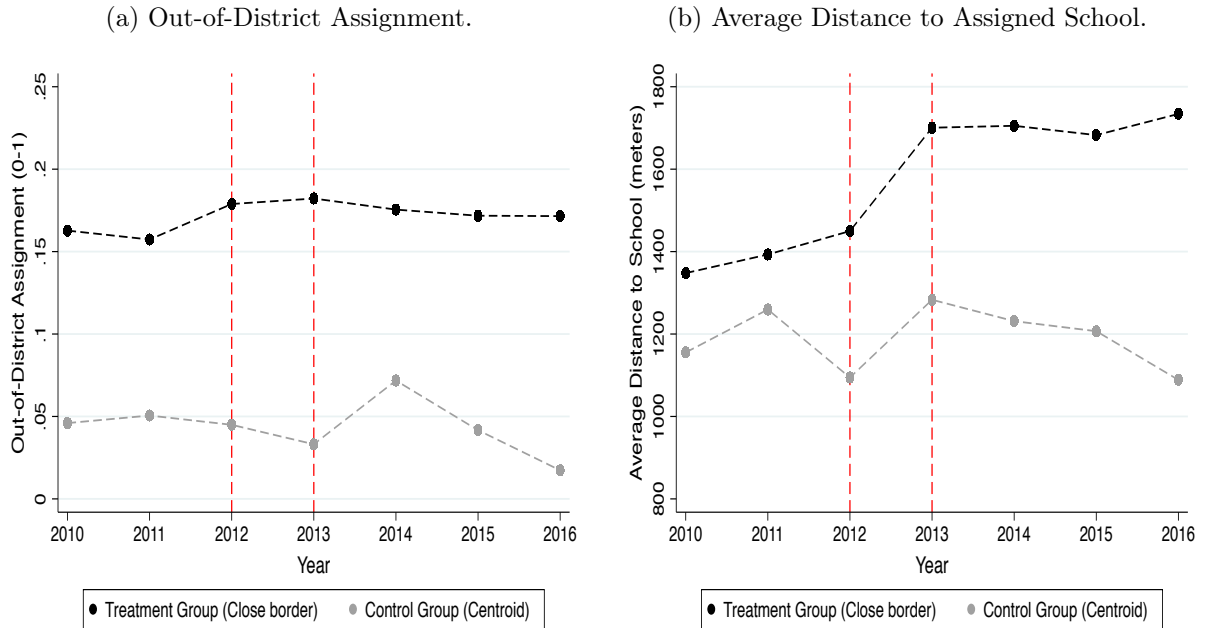 (a) Out-of-District Assignment.
Out-of-District Assignment (0-1)
.25
.2
.15
.1
.05
0
2010 2011 2012 2013 2014 2015 2016
Year
Treatment Group (Close border) Control Group (Centroid)
(b) Average Distance to Assigned School.
Average Distance to School (meters)
1800
1600
1400
1200
1000
800
2010 2011 2012 2013 2014 2015 2016
Year
Treatment Group (Close border) Control Group (Centroid)